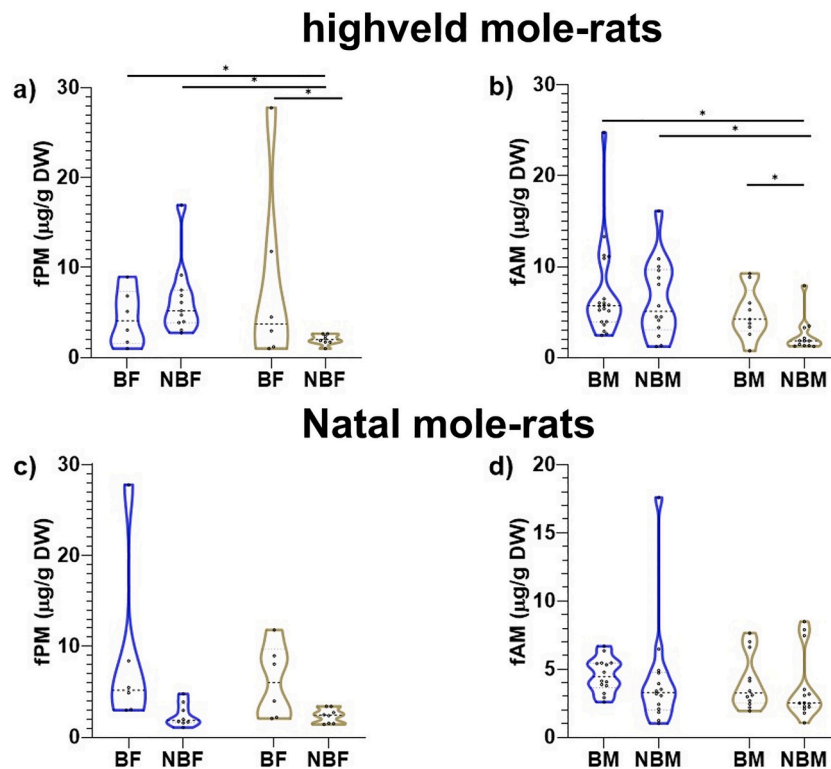 highveld mole-rats
a)
*
*
*
fPM (µg/g DW)
30
20
10
0
BF NBF BF NBF
b)
*
*
*
fAM (µg/g DW)
30
20
10
0
BM NBM BM NBM
Natal mole-rats
c)
fPM (µg/g DW)
30
20
10
0
BF NBF BF NBF
d)
fAM (µg/g DW)
20
15
10
5
0
BM NBM BM NBM